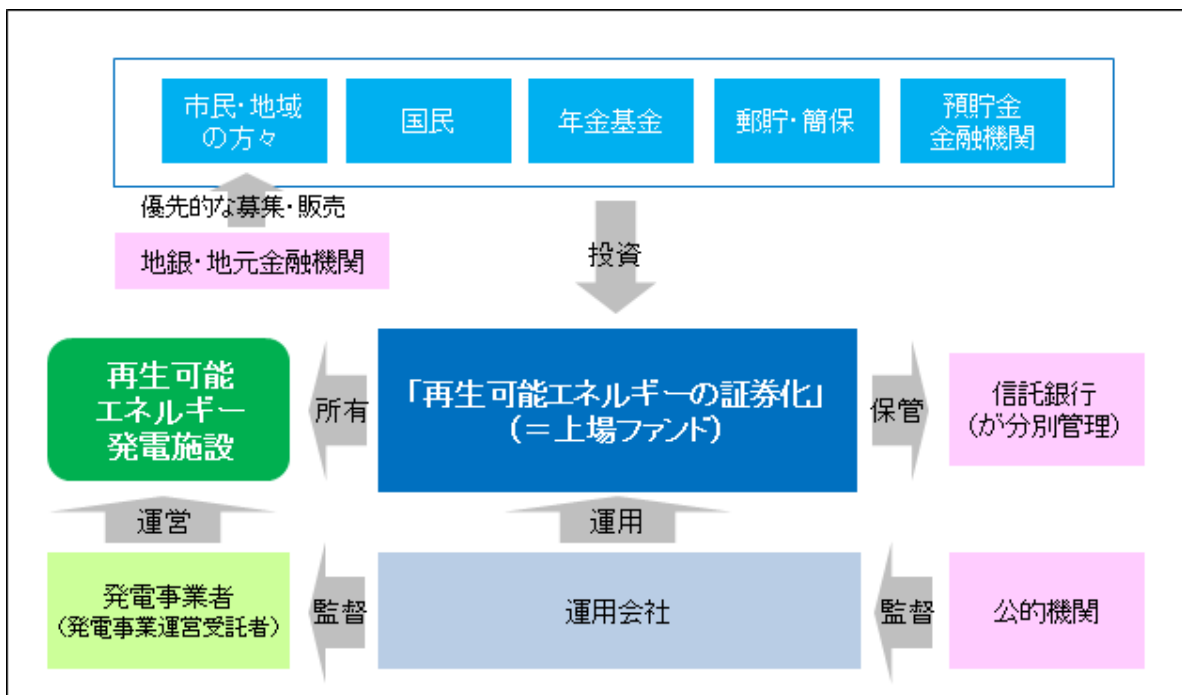 市民・地域
の方々
国民
年金基金
郵貯・簡保
預貯金
金融機関
優先的な募集・販売
地銀・地元金融機関
投資
再生可能
エネルギー
発電施設
所有
「再生可能エネルギーの証券化」
(=上場ファンド)
保管
信託銀行
(が分別管理)
運営
運用
発電事業者
(発電事業運営受託者)
監督
運用会社
監督
公的機関